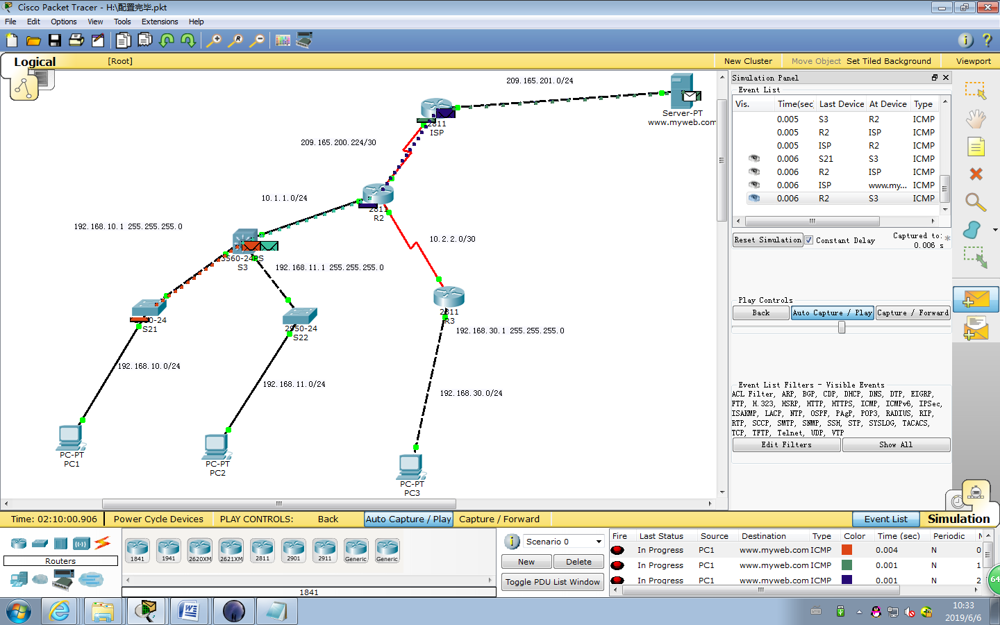 Cisco Packet Tracer - H:\配置完毕.pkt
File Edit Options View Tools Extensions Help
Logical [Root] New Cluster Move Object Set Tiled Background Viewport
209.165.201.0/24
Server-PT
www.myweb.com
2811
ISP
209.165.200.224/30
10.1.1.0/24
2811
R2
192.168.10.1 255.255.255.0
10.2.2.0/30
3560-24PS
S3
192.168.11.1 255.255.255.0
2811
R3
-24
S21
2950-24
S22
192.168.30.1 255.255.255.0
192.168.10.0/24
192.168.11.0/24
192.168.30.0/24
PC-PT
PC1
PC-PT
PC2
PC-PT
PC3
Simulation Panel
Event List
Vis. Time(sec Last Device At Device Type
0.005 S3 R2 ICMP
0.005 R2 ISP ICMP
0.005 ISP R2 ICMP
0.006 S21 S3 ICMP
0.006 R2 ISP ICMP
0.006 ISP www.my... ICMP
0.006 R2 S3 ICMP
Reset Simulation Constant Delay Captured to:
0.006 s
Play Controls
Back Auto Capture / Play Capture / Forward
Event List Filters - Visible Events
ACL Filter, ARP, BGP, CDP, DHCP, DNS, DTP, EIGRP,
FTP, H.323, HSRP, HTTP, HTTPS, ICMP, ICMPv6, IPSec,
ISAKMP, LACP, NTP, OSPF, PAgP, POP3, RADIUS, RIP,
RTP, SCCP, SMTP, SNMP, SSH, STP, SYSLOG, TACACS,
TCP, TFTP, Telnet, UDP, VTP
Edit Filters Show All
Time: 02:10:00.906 Power Cycle Devices PLAY CONTROLS: Back Auto Capture / Play Capture / Forward Event List Simulation
Routers
1841 1941 2620XM 2621XM 2811 2901 2911 Generic Generic
1841
Scenario 0
New Delete
Toggle PDU List Window
Fire Last Status Source Destination Type Color Time (sec) Periodic N
In Progress PC1 www.myweb.com ICMP 0.004 N 0
In Progress PC1 www.myweb.com ICMP 0.001 N 1
In Progress PC1 www.myweb.com ICMP 0.001 N 2
64
10:33
2019/6/6